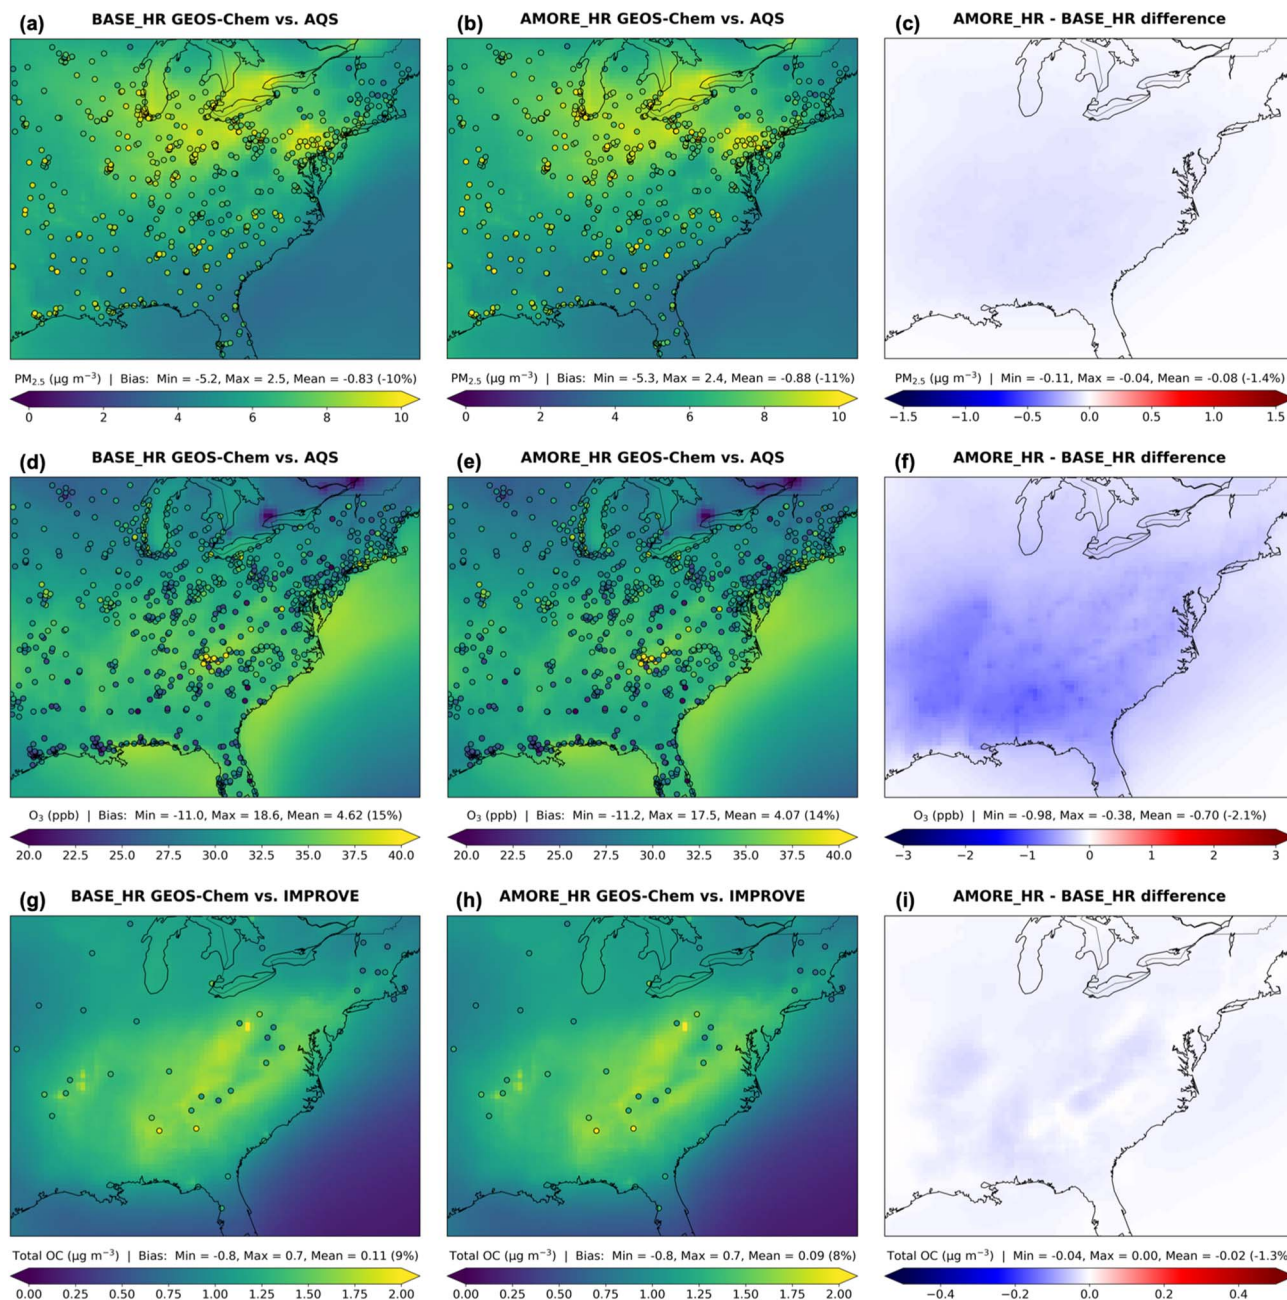 (a) BASE_HR GEOS-Chem vs. AQS
(b) AMORE_HR GEOS-Chem vs. AQS
(c) AMORE_HR - BASE_HR difference
PM2.5 (μg m⁻³) | Bias: Min = -5.2, Max = 2.5, Mean = -0.83 (-10%)
0 2 4 6 8 10
PM2.5 (μg m⁻³) | Bias: Min = -5.3, Max = 2.4, Mean = -0.88 (-11%)
0 2 4 6 8 10
PM2.5 (μg m⁻³) | Min = -0.11, Max = -0.04, Mean = -0.08 (-1.4%)
−1.5 −1.0 −0.5 0.0 0.5 1.0 1.5
(d) BASE_HR GEOS-Chem vs. AQS
(e) AMORE_HR GEOS-Chem vs. AQS
(f) AMORE_HR - BASE_HR difference
O3 (ppb) | Bias: Min = -11.0, Max = 18.6, Mean = 4.62 (15%)
20.0 22.5 25.0 27.5 30.0 32.5 35.0 37.5 40.0
O3 (ppb) | Bias: Min = -11.2, Max = 17.5, Mean = 4.07 (14%)
20.0 22.5 25.0 27.5 30.0 32.5 35.0 37.5 40.0
O3 (ppb) | Min = -0.98, Max = -0.38, Mean = -0.70 (-2.1%)
−3 −2 −1 0 1 2 3
(g) BASE_HR GEOS-Chem vs. IMPROVE
(h) AMORE_HR GEOS-Chem vs. IMPROVE
(i) AMORE_HR - BASE_HR difference
Total OC (μg m⁻³) | Bias: Min = -0.8, Max = 0.7, Mean = 0.11 (9%)
0.00 0.25 0.50 0.75 1.00 1.25 1.50 1.75 2.00
Total OC (μg m⁻³) | Bias: Min = -0.8, Max = 0.7, Mean = 0.09 (8%)
0.00 0.25 0.50 0.75 1.00 1.25 1.50 1.75 2.00
Total OC (μg m⁻³) | Min = -0.04, Max = 0.00, Mean = -0.02 (-1.3%
−0.4 −0.2 0.0 0.2 0.4